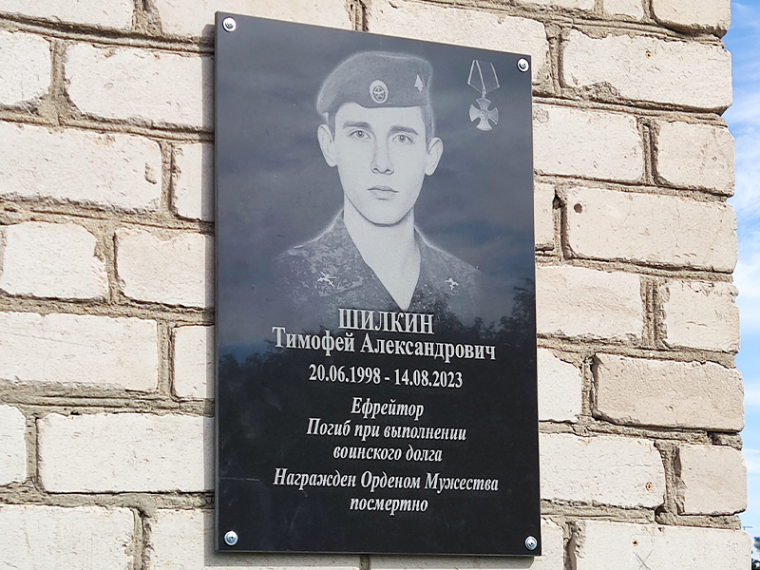 ШИЛКИН
Тимофей Александрович
20.06.1998 - 14.08.2023
Ефрейтор
Погиб при выполнении
воинского долга
Награжден Орденом Мужества
посмертно